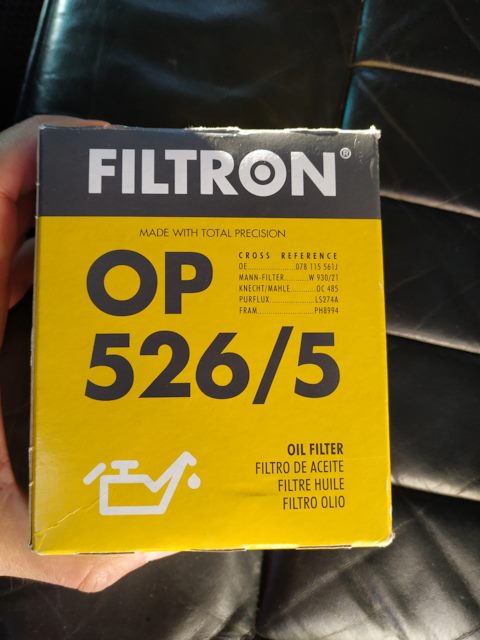 FILTRON®
MADE WITH TOTAL PRECISION
OP
526/5
CROSS REFERENCE
OE......................07B 115 561J
MANN-FILTER..........W 930/21
KNECHT/MAHLE...........OC 485
PURFLUX...................LS274A
FRAM........................PH8994
OIL FILTER
FILTRO DE ACEITE
FILTRE HUILE
FILTRO OLIO